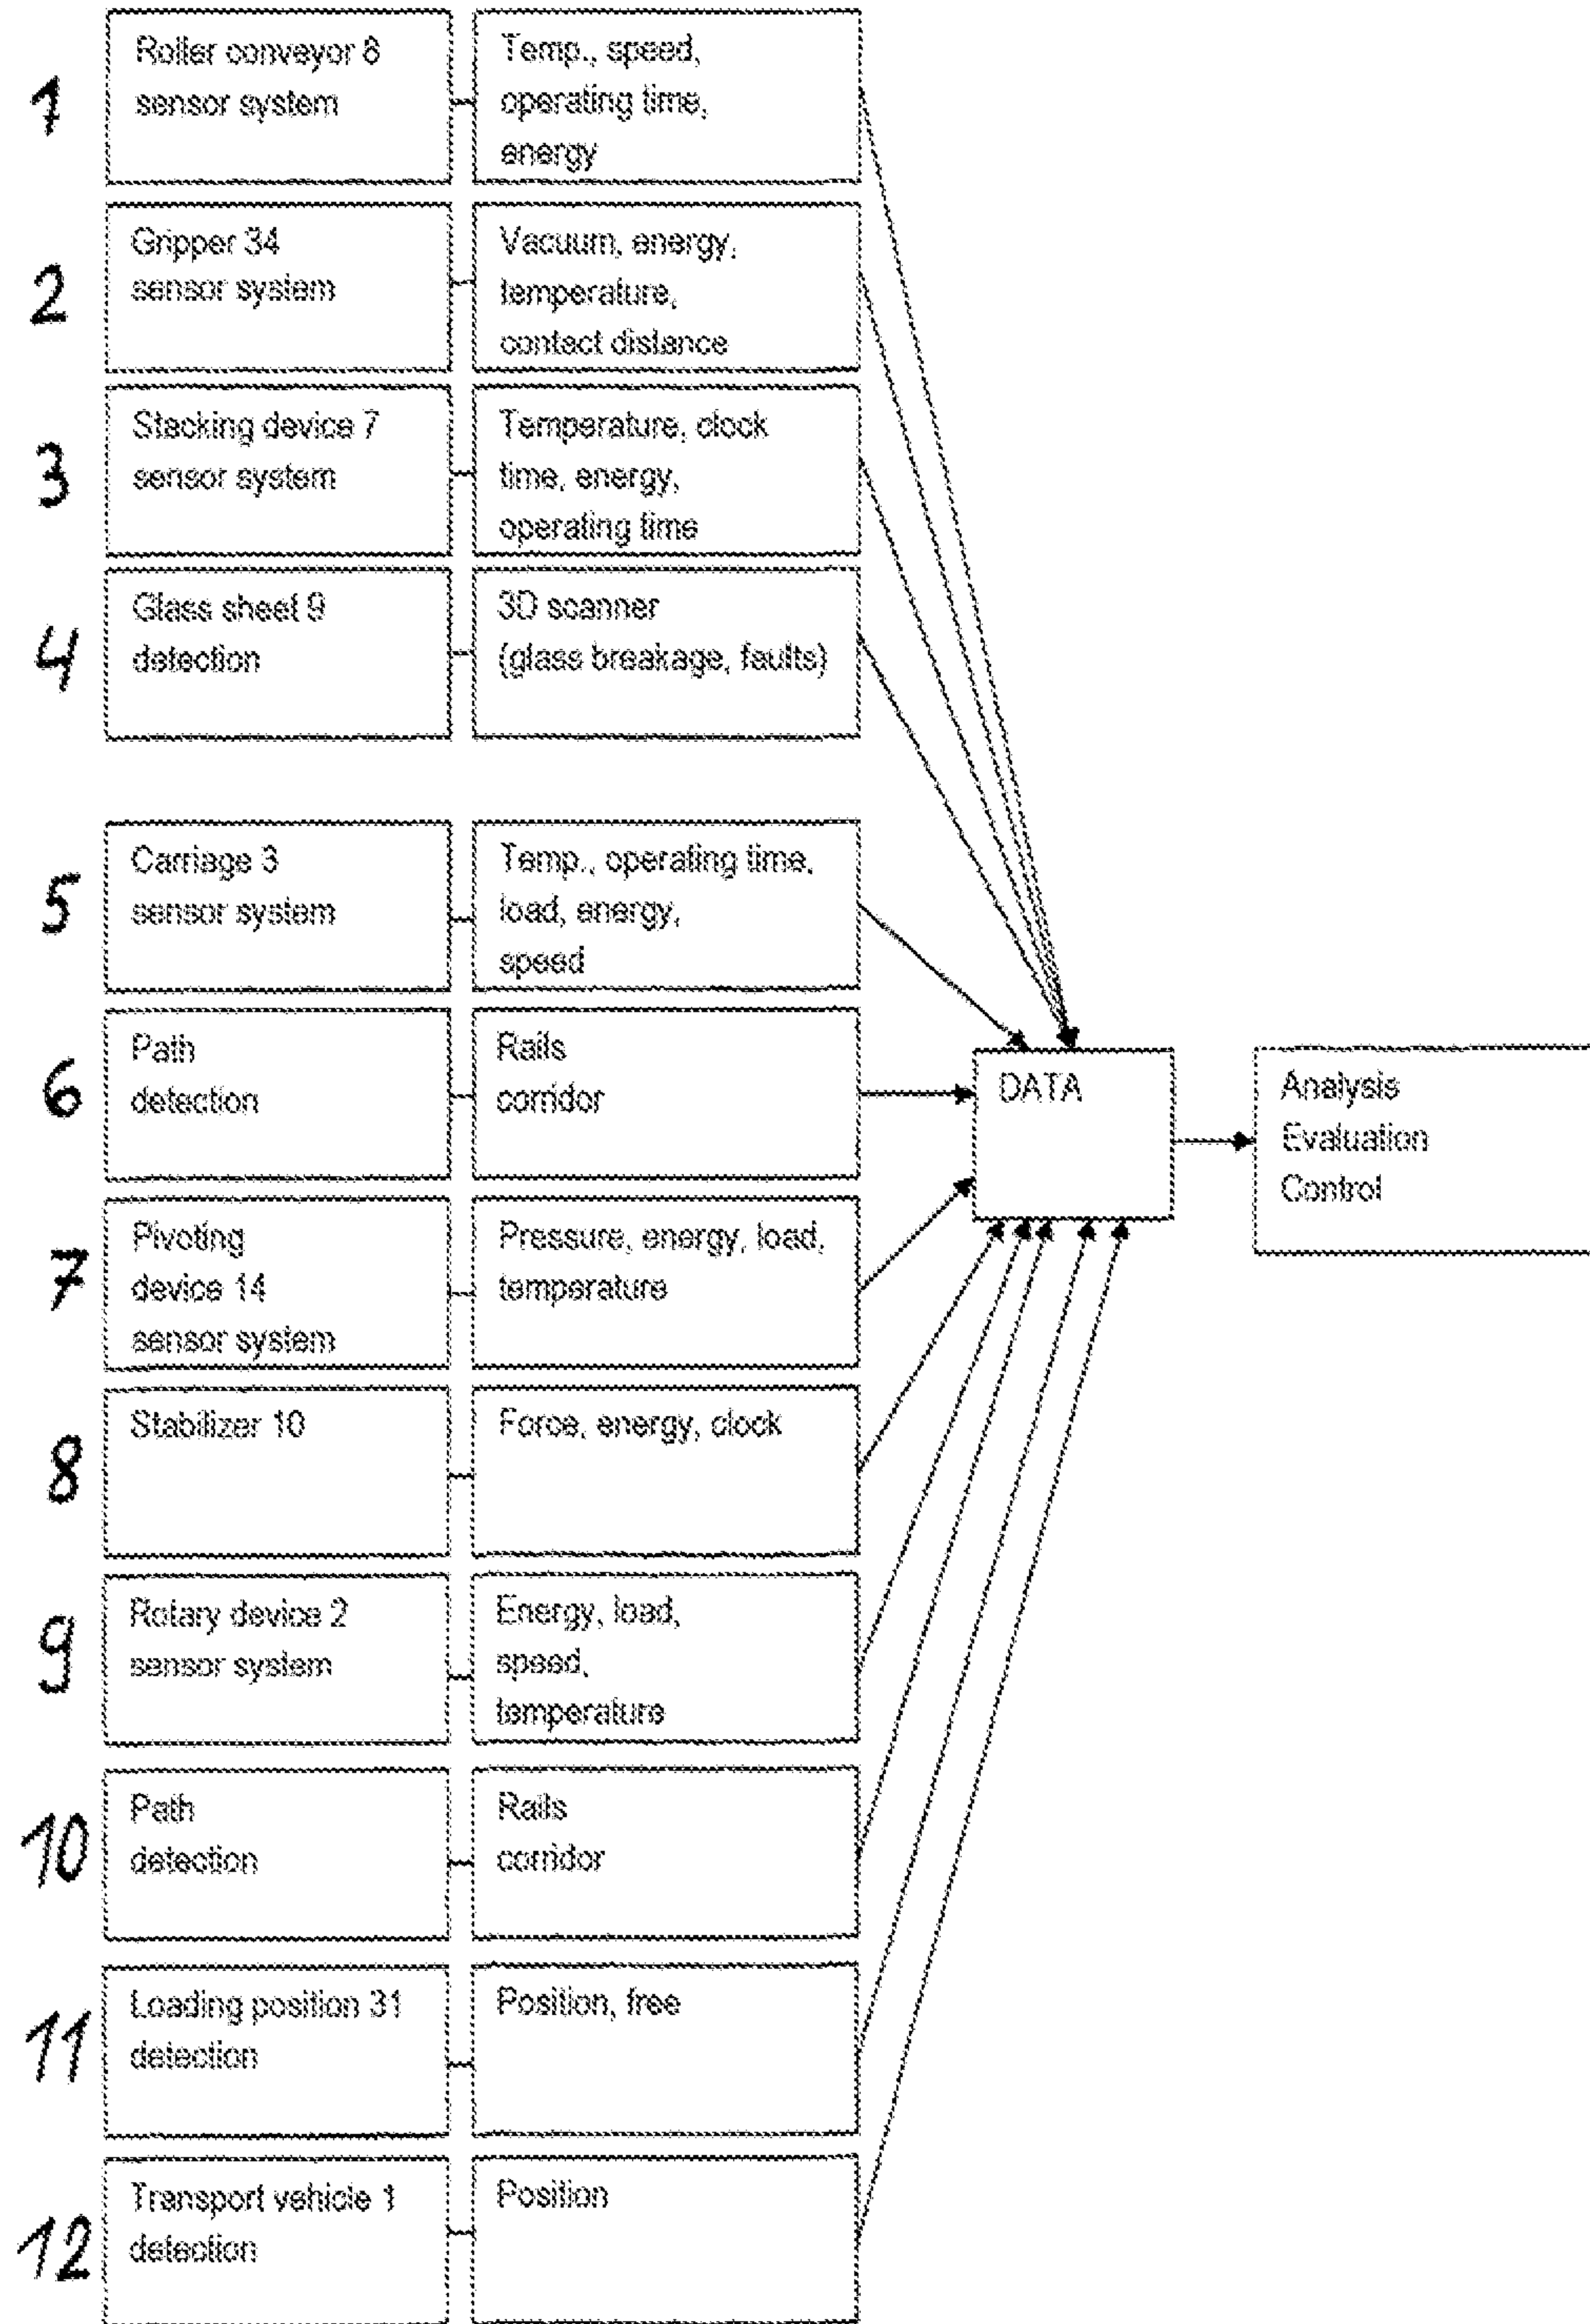 1
Roller conveyor 8
sensor system
Temp., speed,
operating time,
energy
2
Gripper 34
sensor system
Vacuum, energy,
temperature,
contact distance
3
Stacking device 7
sensor system
Temperature, clock
time, energy,
operating time
4
Glass sheet 9
detection
3D scanner
(glass breakage, faults)
5
Carriage 3
sensor system
Temp., operating time,
load, energy,
speed
6
Path
detection
Rails
corridor
DATA
Analysis
Evaluation
Control
7
Pivoting
device 14
sensor system
Pressure, energy, load,
temperature
8
Stabilizer 10
Force, energy, clock
9
Rotary device 2
sensor system
Energy, load,
speed,
temperature
10
Path
detection
Rails
corridor
11
Loading position 31
detection
Position, free
12
Transport vehicle 1
detection
Position